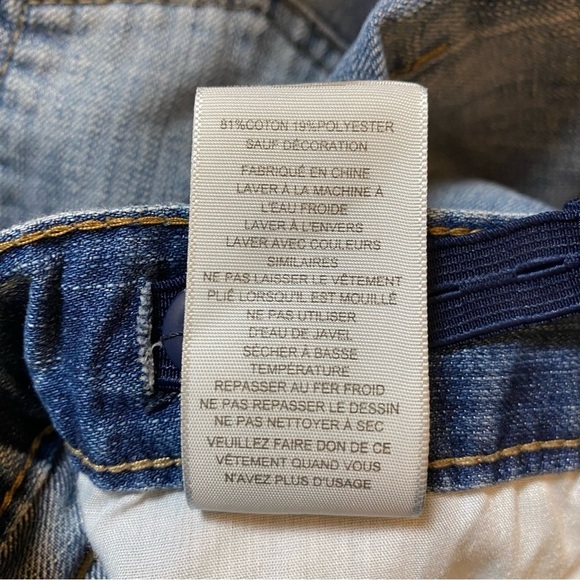 81%COTON 19%POLYESTER
SAUF DÉCORATION
FABRIQUÉ EN CHINE
LAVER À LA MACHINE À
L'EAU FROIDE
LAVER À L'ENVERS
LAVER AVEC COULEURS
SIMILAIRES
NE PAS LAISSER LE VÊTEMENT
PLIÉ LORSQU'IL EST MOUILLÉ
NE PAS UTILISER
D'EAU DE JAVEL
SÉCHER À BASSE
TEMPÉRATURE
REPASSER AU FER FROID
NE PAS REPASSER LE DESSIN
NE PAS NETTOYER À SEC
VEUILLEZ FAIRE DON DE CE
VÊTEMENT QUAND VOUS
N'AVEZ PLUS D'USAGE